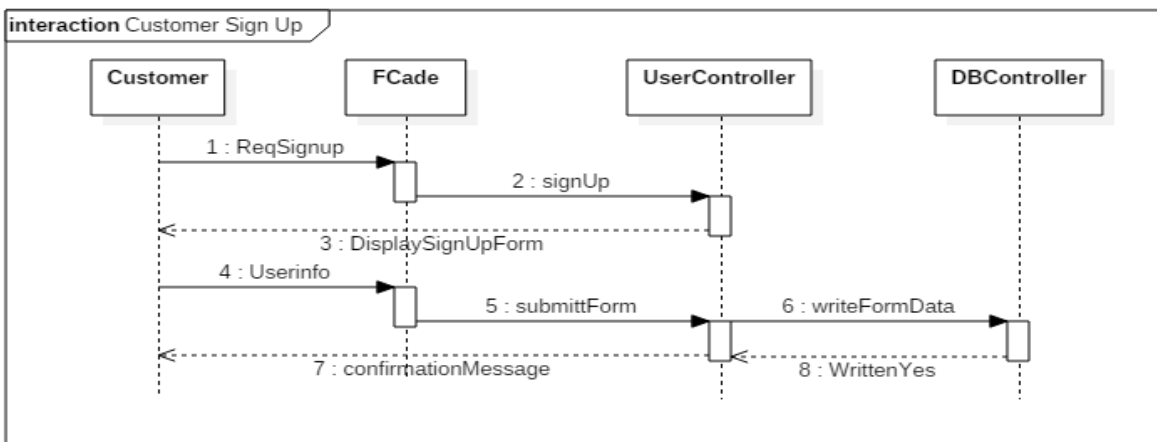 interaction Customer Sign Up
Customer
FCade
UserController
DBController
1 : ReqSignup
2 : signUp
3 : DisplaySignUpForm
4 : Userinfo
5 : submittForm
6 : writeFormData
7 : confirmationMessage
8 : WrittenYes